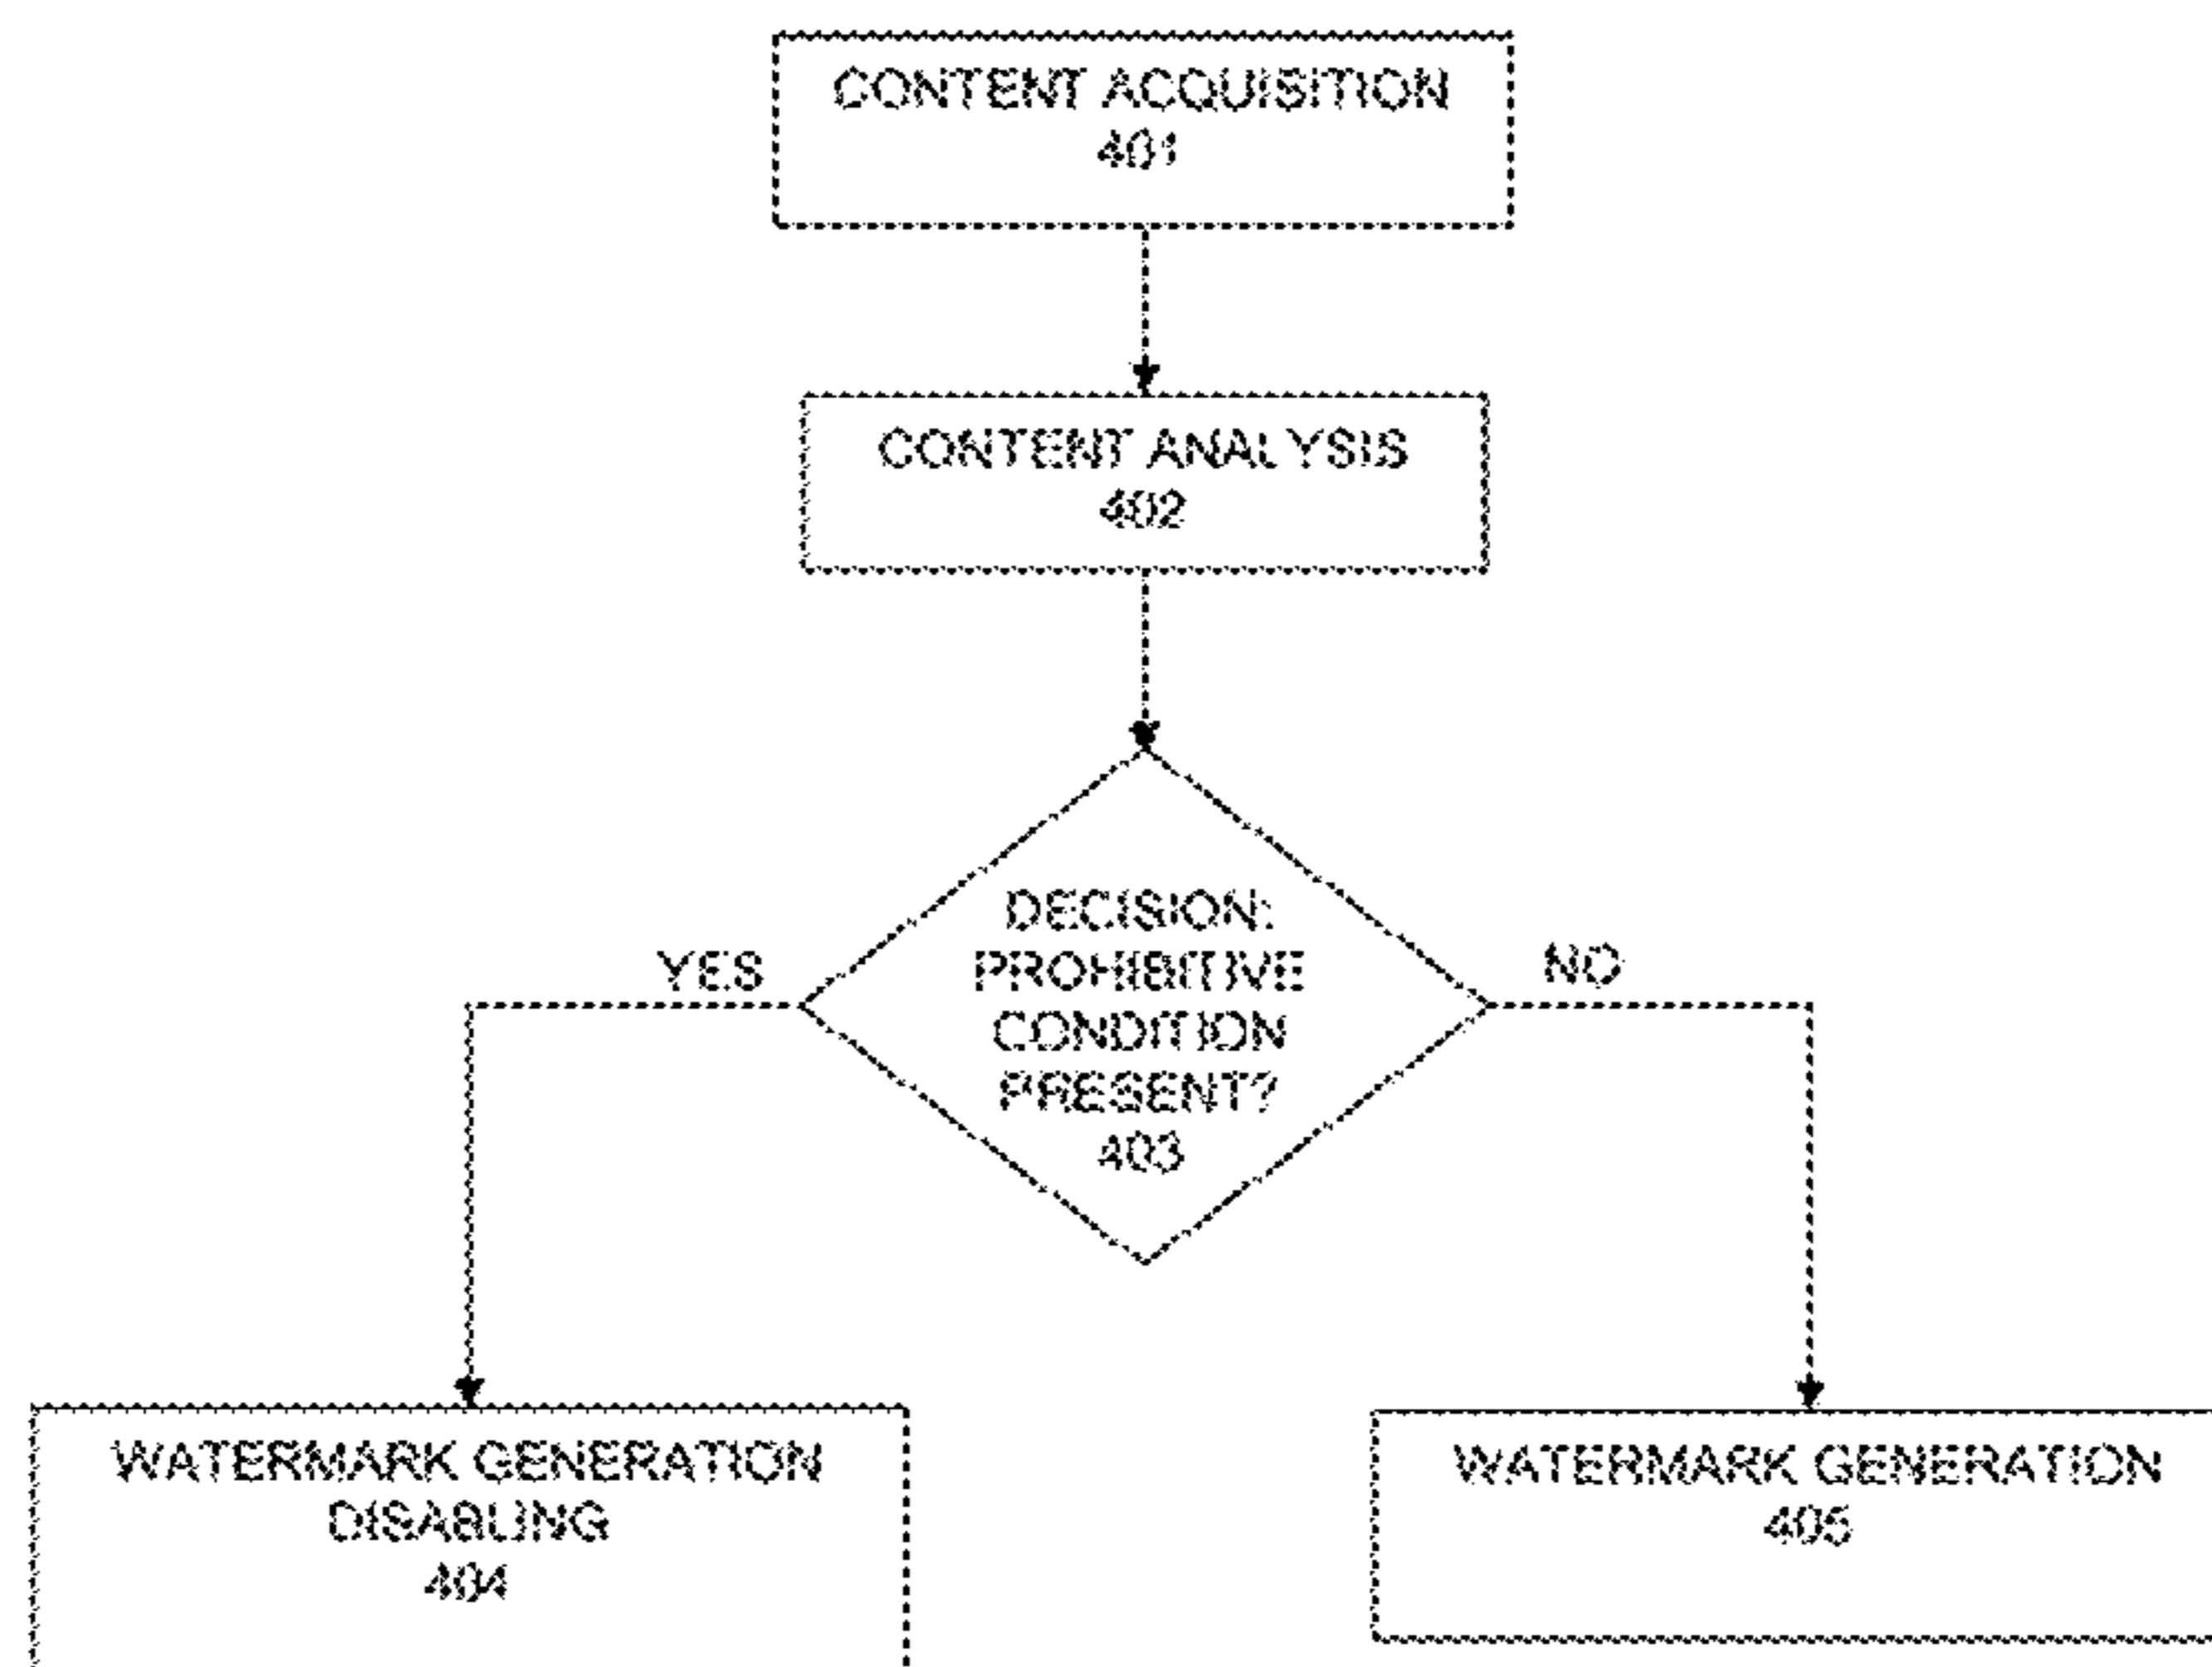 CONTENT ACQUISITION
401
CONTENT ANALYSIS
402
DECISION:
PROHIBITIVE
CONDITION
PRESENT?
403
YES
NO
WATERMARK GENERATION
DISABLING
404
WATERMARK GENERATION
405